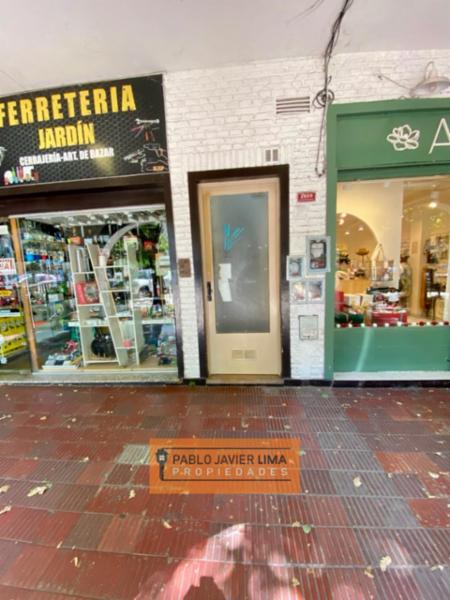 FERRETERIA
JARDÍN
CERRAJERÍA-ART. DE BAZAR
A
PABLO JAVIER LIMA
PROPIEDADES